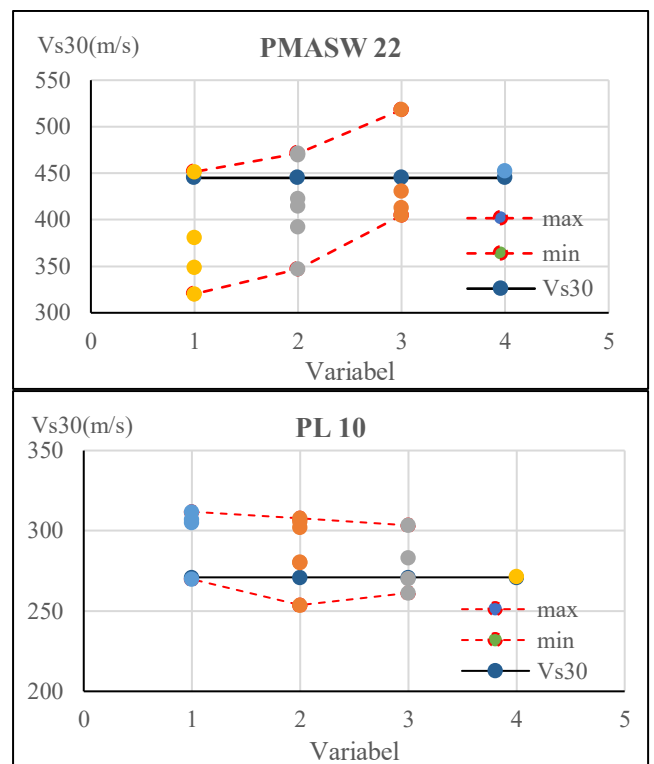 Vs30(m/s)
PMASW 22
550
500
450
400
350
300
max
min
Vs30
0 1 2 3 4 5
Variabel
Vs30(m/s)
PL 10
350
300
250
200
max
min
Vs30
0 1 2 3 4 5
Variabel